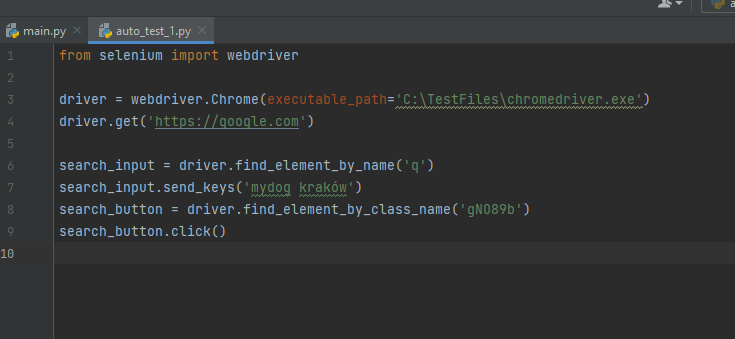 main.py
auto_test_1.py
1 from selenium import webdriver
2
3 driver = webdriver.Chrome(executable_path='C:\TestFiles\chromedriver.exe')
4 driver.get('https://google.com')
5
6 search_input = driver.find_element_by_name('q')
7 search_input.send_keys('mydog kraków')
8 search_button = driver.find_element_by_class_name('gNO89b')
9 search_button.click()
10